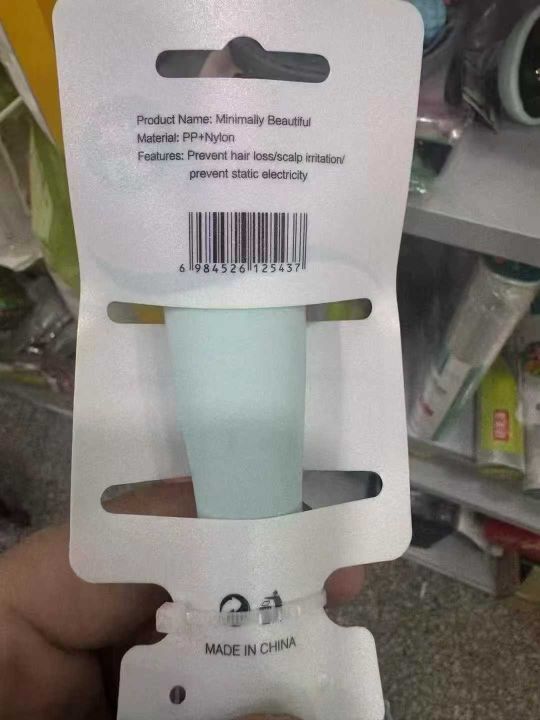 Product Name: Minimally Beautiful
Material: PP+Nylon
Features: Prevent hair loss/scalp irritation/
prevent static electricity
6 984526 125437
MADE IN CHINA